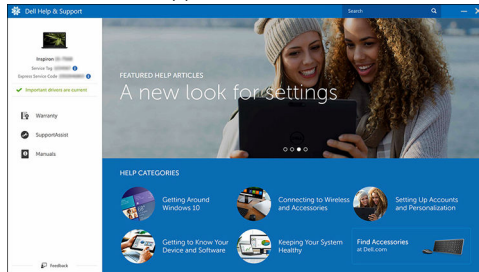 Dell Help & Support
Search
Inspiron
Service Tag
Express Service Code
Important drivers are current
Warranty
SupportAssist
Manuals
Feedback
FEATURED HELP ARTICLES
A new look for settings
HELP CATEGORIES
Getting Around
Windows 10
Connecting to Wireless
and Accessories
Setting Up Accounts
and Personalization
Getting to Know Your
Device and Software
Keeping Your System
Healthy
Find Accessories
at Dell.com